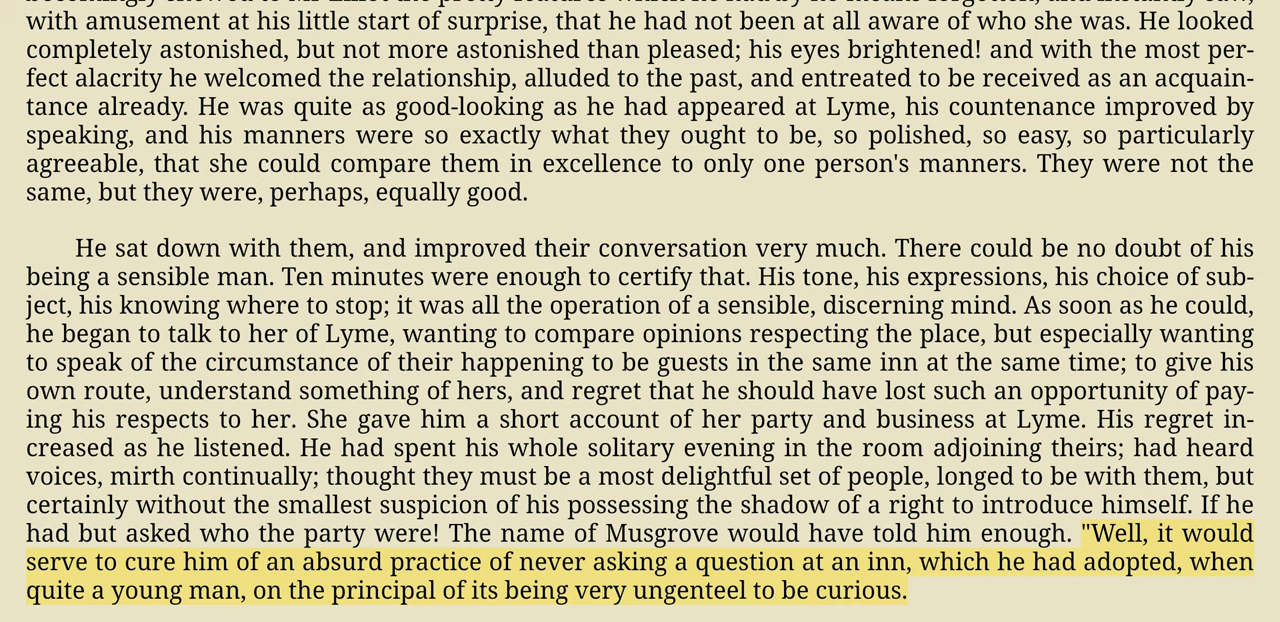 with amusement at his little start of surprise, that he had not been at all aware of who she was. He looked
completely astonished, but not more astonished than pleased; his eyes brightened! and with the most per-
fect alacrity he welcomed the relationship, alluded to the past, and entreated to be received as an acquain-
tance already. He was quite as good-looking as he had appeared at Lyme, his countenance improved by
speaking, and his manners were so exactly what they ought to be, so polished, so easy, so particularly
agreeable, that she could compare them in excellence to only one person's manners. They were not the
same, but they were, perhaps, equally good.
He sat down with them, and improved their conversation very much. There could be no doubt of his
being a sensible man. Ten minutes were enough to certify that. His tone, his expressions, his choice of sub-
ject, his knowing where to stop; it was all the operation of a sensible, discerning mind. As soon as he could,
he began to talk to her of Lyme, wanting to compare opinions respecting the place, but especially wanting
to speak of the circumstance of their happening to be guests in the same inn at the same time; to give his
own route, understand something of hers, and regret that he should have lost such an opportunity of pay-
ing his respects to her. She gave him a short account of her party and business at Lyme. His regret in-
creased as he listened. He had spent his whole solitary evening in the room adjoining theirs; had heard
voices, mirth continually; thought they must be a most delightful set of people, longed to be with them, but
certainly without the smallest suspicion of his possessing the shadow of a right to introduce himself. If he
had but asked who the party were! The name of Musgrove would have told him enough. "Well, it would
serve to cure him of an absurd practice of never asking a question at an inn, which he had adopted, when
quite a young man, on the principal of its being very ungenteel to be curious.